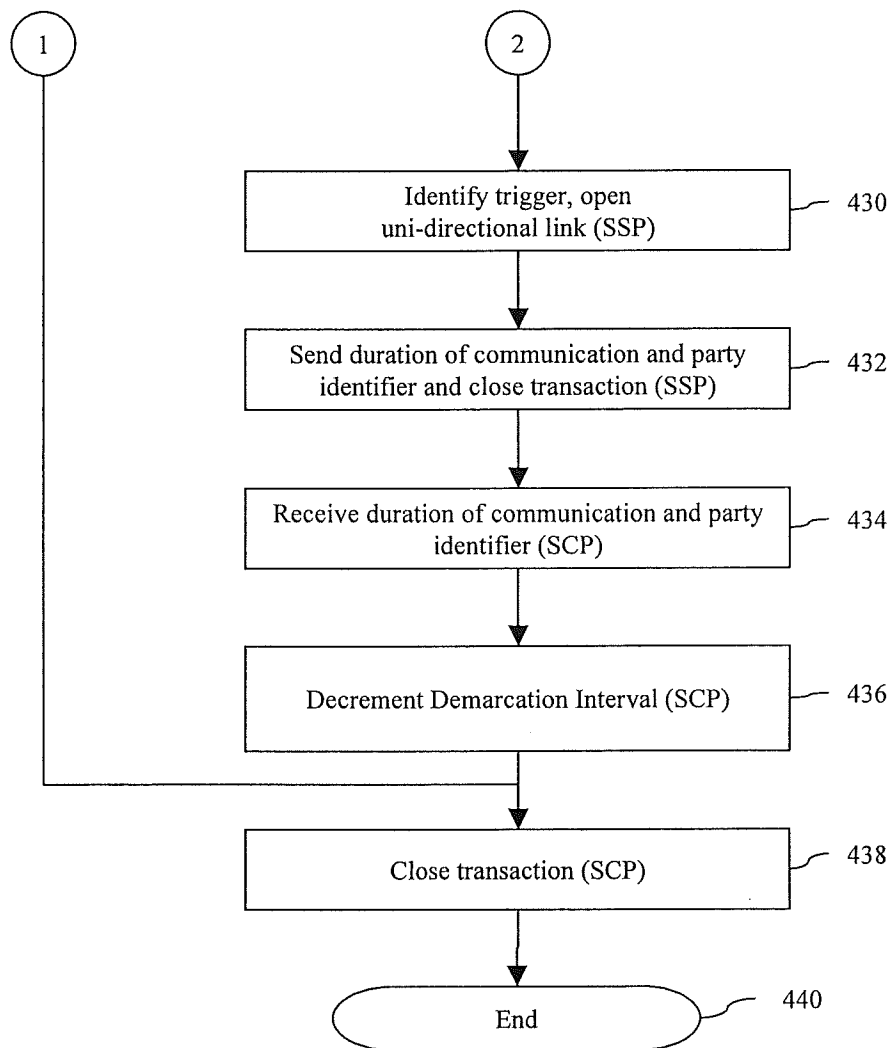 1
2
Identify trigger, open
uni-directional link (SSP)
430
Send duration of communication and party
identifier and close transaction (SSP)
432
Receive duration of communication and party
identifier (SCP)
434
Decrement Demarcation Interval (SCP)
436
Close transaction (SCP)
438
End
440